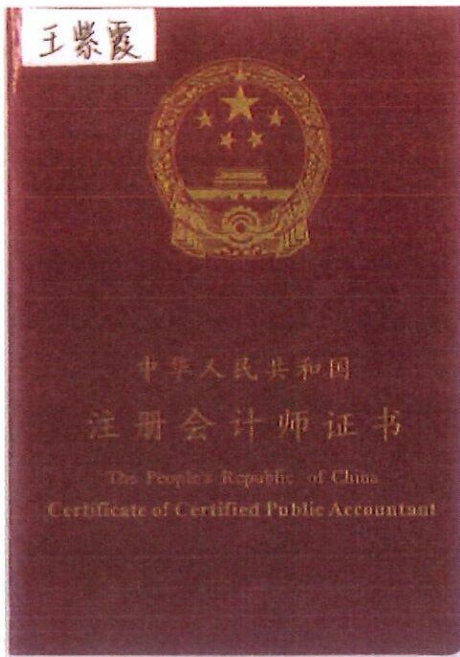 王紫霞
中华人民共和国
注册会计师证书
The People's Republic of China
Certificate of Certified Public Accountant